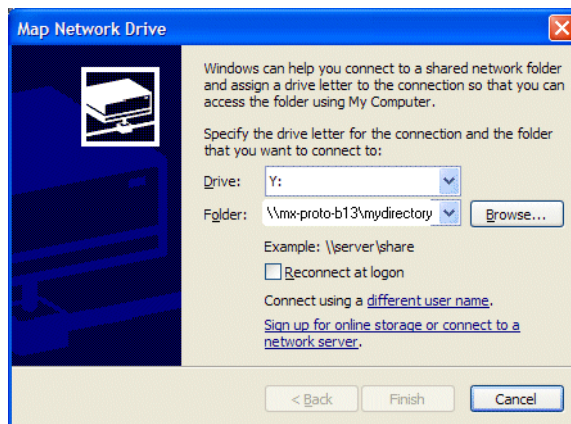 Map Network Drive
Windows can help you connect to a shared network folder
and assign a drive letter to the connection so that you can
access the folder using My Computer.
Specify the drive letter for the connection and the folder
that you want to connect to:
Drive: Y:
Folder: \\mx-proto-b13\mydirectory Browse...
Example: \\server\share
Reconnect at logon
Connect using a different user name.
Sign up for online storage or connect to a
network server.
< Back Finish Cancel